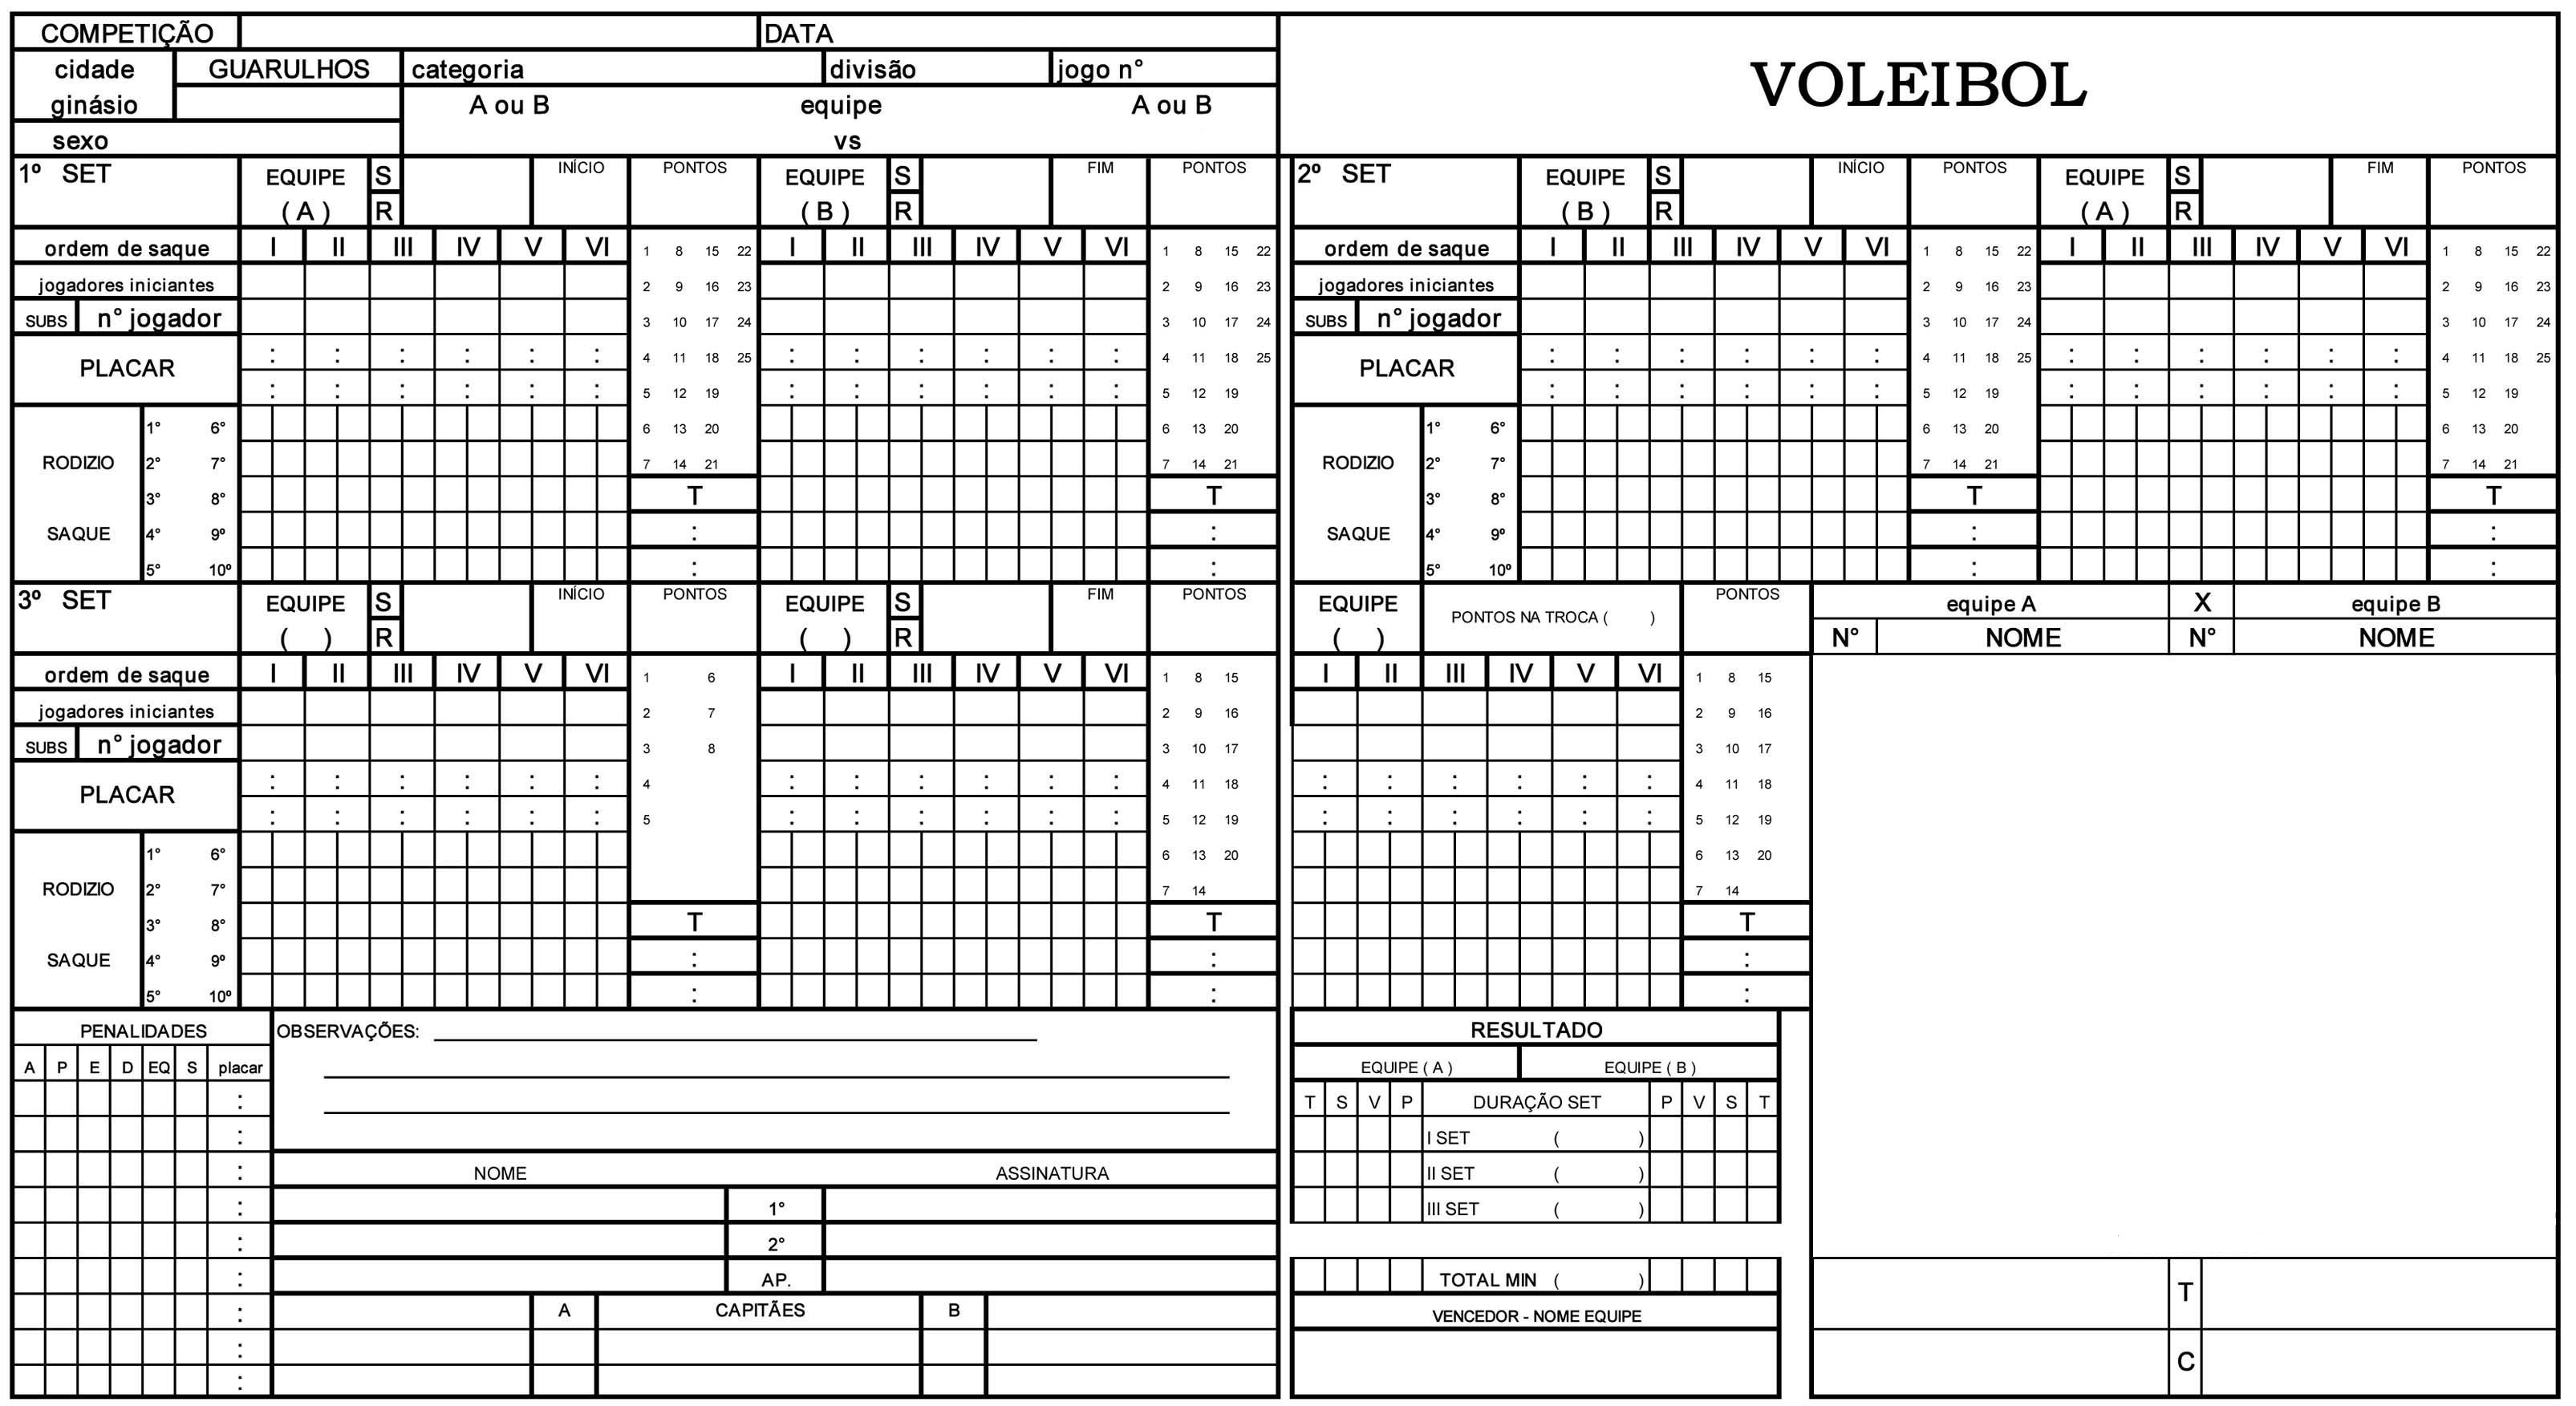 COMPETIÇÃO DATA
cidade GUARULHOS categoria divisão jogo n°
VOLEIBOL
ginásio A ou B equipe A ou B
sexo vs
1º SET EQUIPE S INÍCIO PONTOS EQUIPE S FIM PONTOS
( A ) R ( B ) R
ordem de saque I II III IV V VI 1 8 15 22 I II III IV V VI 1 8 15 22
jogadores iniciantes 2 9 16 23 2 9 16 23
SUBS n° jogador 3 10 17 24 3 10 17 24
: : : : : : 4 11 18 25 : : : : : : 4 11 18 25
PLACAR
: : : : : : 5 12 19 : : : : : : 5 12 19
1° 6° 6 13 20 6 13 20
RODIZIO 2° 7° 7 14 21 7 14 21
3° 8° T T
SAQUE 4° 9º : :
5° 10º : :
2º SET EQUIPE S INÍCIO PONTOS EQUIPE S FIM PONTOS
( B ) R ( A ) R
ordem de saque I II III IV V VI 1 8 15 22 I II III IV V VI 1 8 15 22
jogadores iniciantes 2 9 16 23 2 9 16 23
SUBS n° jogador 3 10 17 24 3 10 17 24
: : : : : : 4 11 18 25 : : : : : : 4 11 18 25
PLACAR
: : : : : : 5 12 19 : : : : : : 5 12 19
1° 6° 6 13 20 6 13 20
RODIZIO 2° 7° 7 14 21 7 14 21
3° 8° T T
SAQUE 4° 9º : :
5° 10º : :
3º SET EQUIPE S INÍCIO PONTOS EQUIPE S FIM PONTOS
( ) R ( ) R
ordem de saque I II III IV V VI 1 6 I II III IV V VI 1 8 15
jogadores iniciantes 2 7 2 9 16
SUBS n° jogador 3 8 3 10 17
: : : : : : 4 : : : : : : 4 11 18
PLACAR
: : : : : : 5 : : : : : : 5 12 19
1° 6° 6 13 20
RODIZIO 2° 7° 7 14
3° 8° T T
SAQUE 4° 9º : :
5° 10º : :
EQUIPE PONTOS NA TROCA ( ) PONTOS
( )
I II III IV V VI 1 8 15
2 9 16
3 10 17
: : : : : : 4 11 18
: : : : : : 5 12 19
6 13 20
7 14
T
:
:
equipe A X equipe B
N° NOME N° NOME
T
C
PENALIDADES
A P E D EQ S placar
:
:
:
:
:
:
:
:
:
OBSERVAÇÕES:
NOME ASSINATURA
1°
2°
AP.
A CAPITÃES B
RESULTADO
EQUIPE ( A ) EQUIPE ( B )
T S V P DURAÇÃO SET P V S T
I SET ( )
II SET ( )
III SET ( )
TOTAL MIN ( )
VENCEDOR - NOME EQUIPE